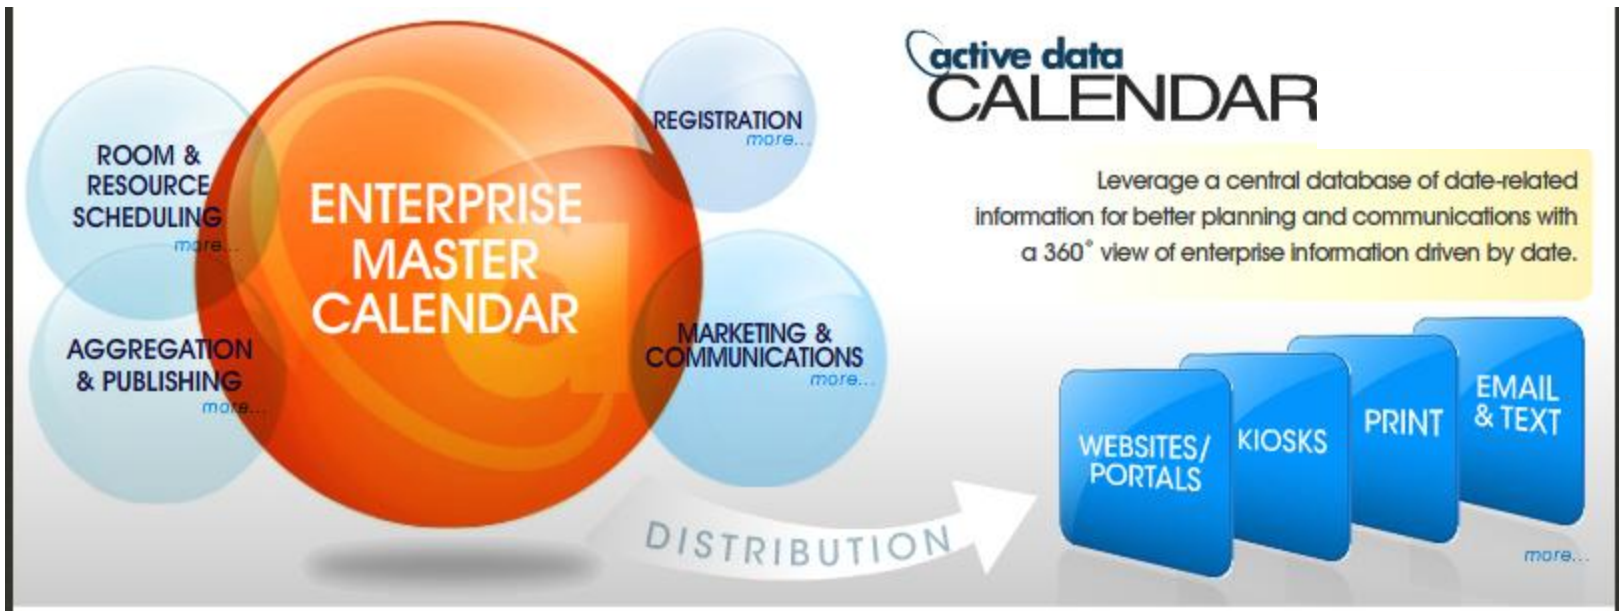 ROOM &
RESOURCE
SCHEDULING
more...
AGGREGATION
& PUBLISHING
more...
ENTERPRISE
MASTER
CALENDAR
REGISTRATION
more...
MARKETING &
COMMUNICATIONS
more...
DISTRIBUTION
active data
CALENDAR
Leverage a central database of date-related
information for better planning and communications with
a 360° view of enterprise information driven by date.
WEBSITES/
PORTALS
KIOSKS
PRINT
EMAIL
& TEXT
more...